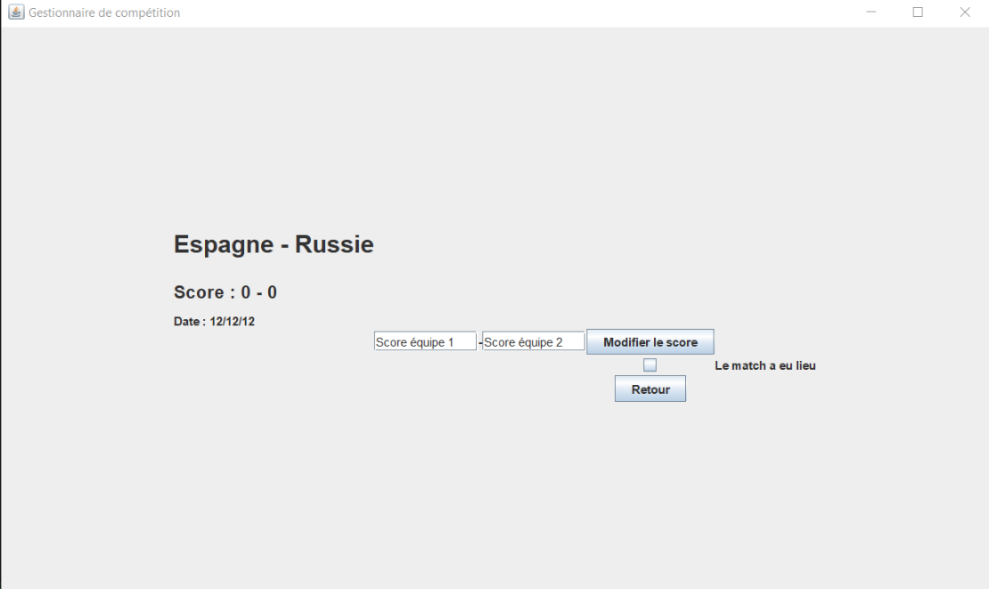 Gestionnaire de compétition
Espagne - Russie
Score : 0 - 0
Date : 12/12/12
Score équipe 1 - Score équipe 2 Modifier le score
Le match a eu lieu
Retour